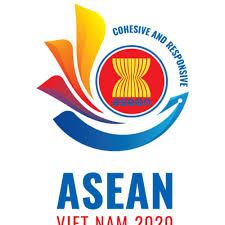 COHESIVE AND RESPONSIVE
asean
ASEAN
VIET NAM 2020